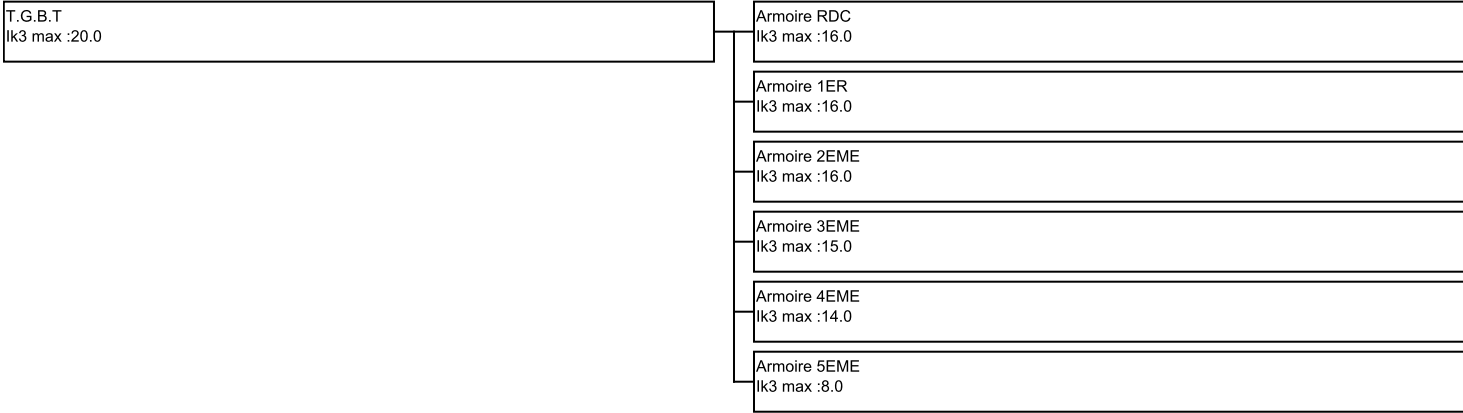 T.G.B.T
Ik3 max :20.0
Armoire RDC
Ik3 max :16.0
Armoire 1ER
Ik3 max :16.0
Armoire 2EME
Ik3 max :16.0
Armoire 3EME
Ik3 max :15.0
Armoire 4EME
Ik3 max :14.0
Armoire 5EME
Ik3 max :8.0